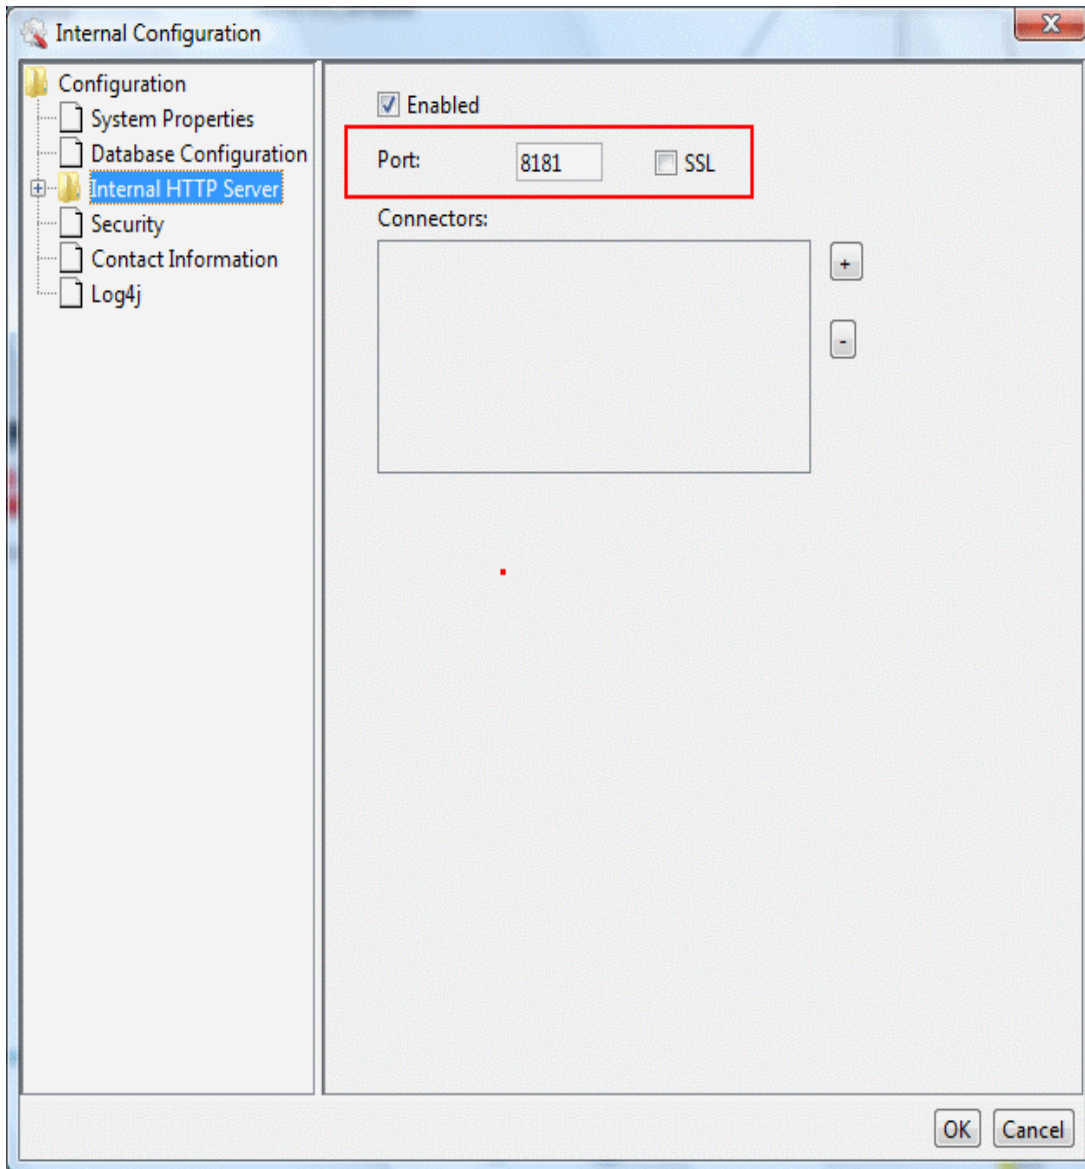 Internal Configuration
X
Configuration
System Properties
Database Configuration
Internal HTTP Server
Security
Contact Information
Log4j
Enabled
Port: 8181 SSL
Connectors:
+
-
OK Cancel